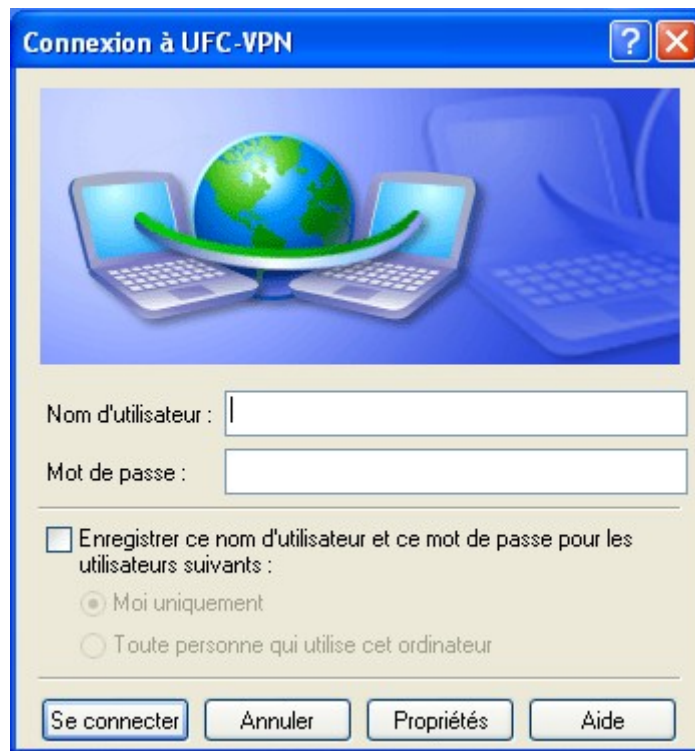 Connexion à UFC-VPN
Nom d'utilisateur :
Mot de passe :
Enregistrer ce nom d'utilisateur et ce mot de passe pour les
utilisateurs suivants :
Moi uniquement
Toute personne qui utilise cet ordinateur
Se connecter Annuler Propriétés Aide